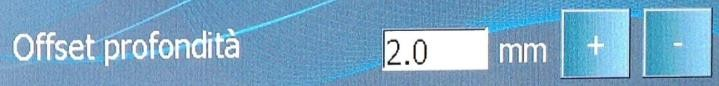 Offset profondità 2.0 mm + -